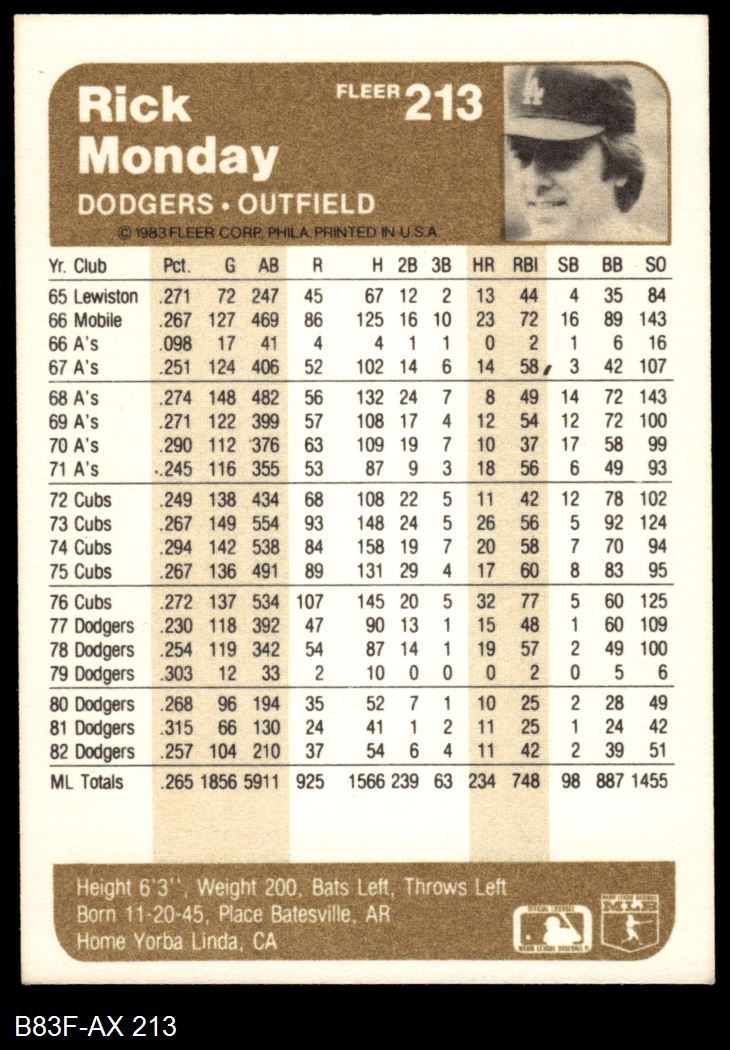 Rick
Monday
FLEER 213
DODGERS • OUTFIELD
© 1983 FLEER CORP. PHILA. PRINTED IN U.S.A.
Yr. Club Pct. G AB R H 2B 3B HR RBI SB BB SO
65 Lewiston .271 72 247 45 67 12 2 13 44 4 35 84
66 Mobile .267 127 469 86 125 16 10 23 72 16 89 143
66 A's .098 17 41 4 4 1 1 0 2 1 6 16
67 A's .251 124 406 52 102 14 6 14 58 3 42 107
68 A's .274 148 482 56 132 24 7 8 49 14 72 143
69 A's .271 122 399 57 108 17 4 12 54 12 72 100
70 A's .290 112 376 63 109 19 7 10 37 17 58 99
71 A's .245 116 355 53 87 9 3 18 56 6 49 93
72 Cubs .249 138 434 68 108 22 5 11 42 12 78 102
73 Cubs .267 149 554 93 148 24 5 26 56 5 92 124
74 Cubs .294 142 538 84 158 19 7 20 58 7 70 94
75 Cubs .267 136 491 89 131 29 4 17 60 8 83 95
76 Cubs .272 137 534 107 145 20 5 32 77 5 60 125
77 Dodgers .230 118 392 47 90 13 1 15 48 1 60 109
78 Dodgers .254 119 342 54 87 14 1 19 57 2 49 100
79 Dodgers .303 12 33 2 10 0 0 0 2 0 5 6
80 Dodgers .268 96 194 35 52 7 1 10 25 2 28 49
81 Dodgers .315 66 130 24 41 1 2 11 25 1 24 42
82 Dodgers .257 104 210 37 54 6 4 11 42 2 39 51
ML Totals .265 1856 5911 925 1566 239 63 234 748 98 887 1455
Height 6'3'', Weight 200, Bats Left, Throws Left
Born 11-20-45, Place Batesville, AR
Home Yorba Linda, CA
OFFICIAL LICENSEE
MAJOR LEAGUE BASEBALL
MAJOR LEAGUE BASEBALL
B83F-AX 213